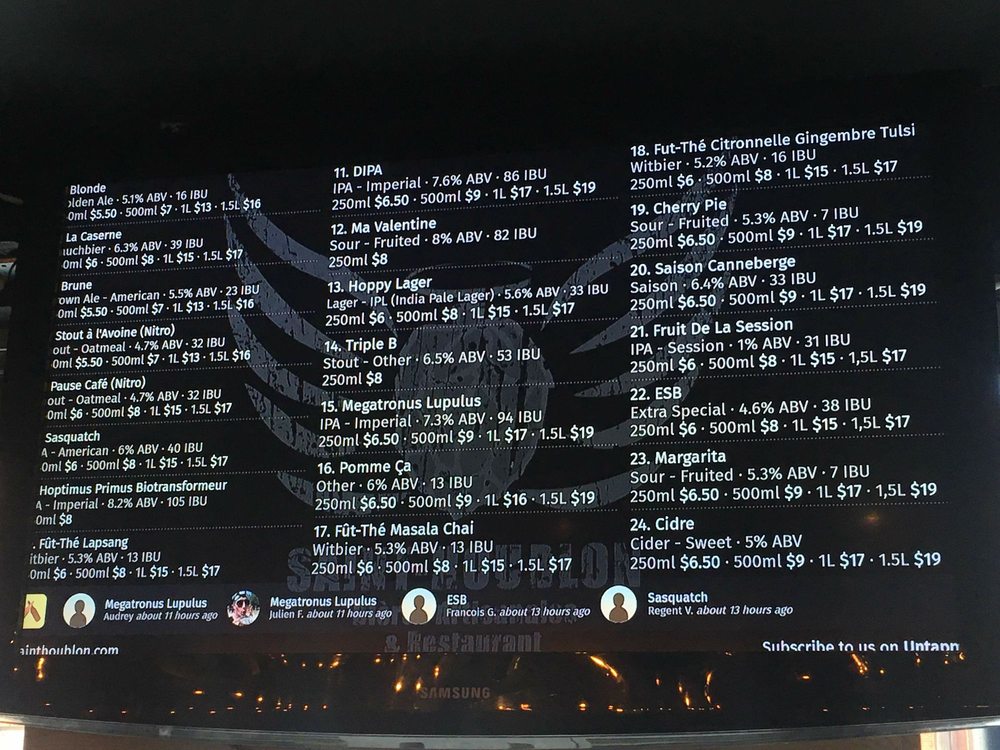 Blonde
olden Ale · 5.1% ABV · 16 IBU
0ml $5.50 · 500ml $7 · 1L $13 · 1.5L $16
La Caserne
uchbier · 6.3% ABV · 39 IBU
0ml $6 · 500ml $8 · 1L $15 · 1.5L $17
Brune
own Ale - American · 5.5% ABV · 23 IBU
0ml $5.50 · 500ml $7 · 1L $13 · 1.5L $16
Stout à l'Avoine (Nitro)
out - Oatmeal · 4.7% ABV · 32 IBU
0ml $5.50 · 500ml $7 · 1L $13 · 1.5L $16
Pause Café (Nitro)
out - Oatmeal · 4.7% ABV · 32 IBU
0ml $6 · 500ml $8 · 1L $15 · 1.5L $17
Sasquatch
A - American · 6% ABV · 40 IBU
0ml $6 · 500ml $8 · 1L $15 · 1.5L $17
Hoptimus Primus Biotransformeur
A - Imperial · 8.2% ABV · 105 IBU
0ml $8
. Fût-Thé Lapsang
itbier · 5.3% ABV · 13 IBU
0ml $6 · 500ml $8 · 1L $15 · 1.5L $17
11. DIPA
IPA - Imperial · 7.6% ABV · 86 IBU
250ml $6.50 · 500ml $9 · 1L $17 · 1.5L $19
12. Ma Valentine
Sour - Fruited · 8% ABV · 82 IBU
250ml $8
13. Hoppy Lager
Lager - IPL (India Pale Lager) · 5.6% ABV · 33 IBU
250ml $6 · 500ml $8 · 1L $15 · 1.5L $17
14. Triple B
Stout - Other · 6.5% ABV · 53 IBU
250ml $8
15. Megatronus Lupulus
IPA - Imperial · 7.3% ABV · 94 IBU
250ml $6.50 · 500ml $9 · 1L $17 · 1.5L $19
16. Pomme Ça
Other · 6% ABV · 13 IBU
250ml $6.50 · 500ml $9 · 1L $16 · 1.5L $19
17. Fût-Thé Masala Chai
Witbier · 5.3% ABV · 13 IBU
250ml $6 · 500ml $8 · 1L $15 · 1.5L $17
18. Fut-Thé Citronnelle Gingembre Tulsi
Witbier · 5.2% ABV · 16 IBU
250ml $6 · 500ml $8 · 1L $15 · 1.5L $17
19. Cherry Pie
Sour - Fruited · 5.3% ABV · 7 IBU
250ml $6.50 · 500ml $9 · 1L $17 · 1.5L $19
20. Saison Canneberge
Saison · 6.4% ABV · 33 IBU
250ml $6.50 · 500ml $9 · 1L $17 · 1.5L $19
21. Fruit De La Session
IPA - Session · 1% ABV · 31 IBU
250ml $6 · 500ml $8 · 1L $15 · 1,5L $17
22. ESB
Extra Special · 4.6% ABV · 38 IBU
250ml $6 · 500ml $8 · 1L $15 · 1,5L $17
23. Margarita
Sour - Fruited · 5.3% ABV · 7 IBU
250ml $6.50 · 500ml $9 · 1L $17 · 1,5L $19
24. Cidre
Cider - Sweet · 5% ABV
250ml $6.50 · 500ml $9 · 1L $17 · 1.5L $19
SAINT-HOUBLON
& Restaurant
Megatronus Lupulus
Audrey about 11 hours ago
Megatronus Lupulus
Julien F. about 11 hours ago
ESB
Francois G. about 13 hours ago
Sasquatch
Regent V. about 13 hours ago
ainthoublon.com
Subscribe to us on Untapp
SAMSUNG